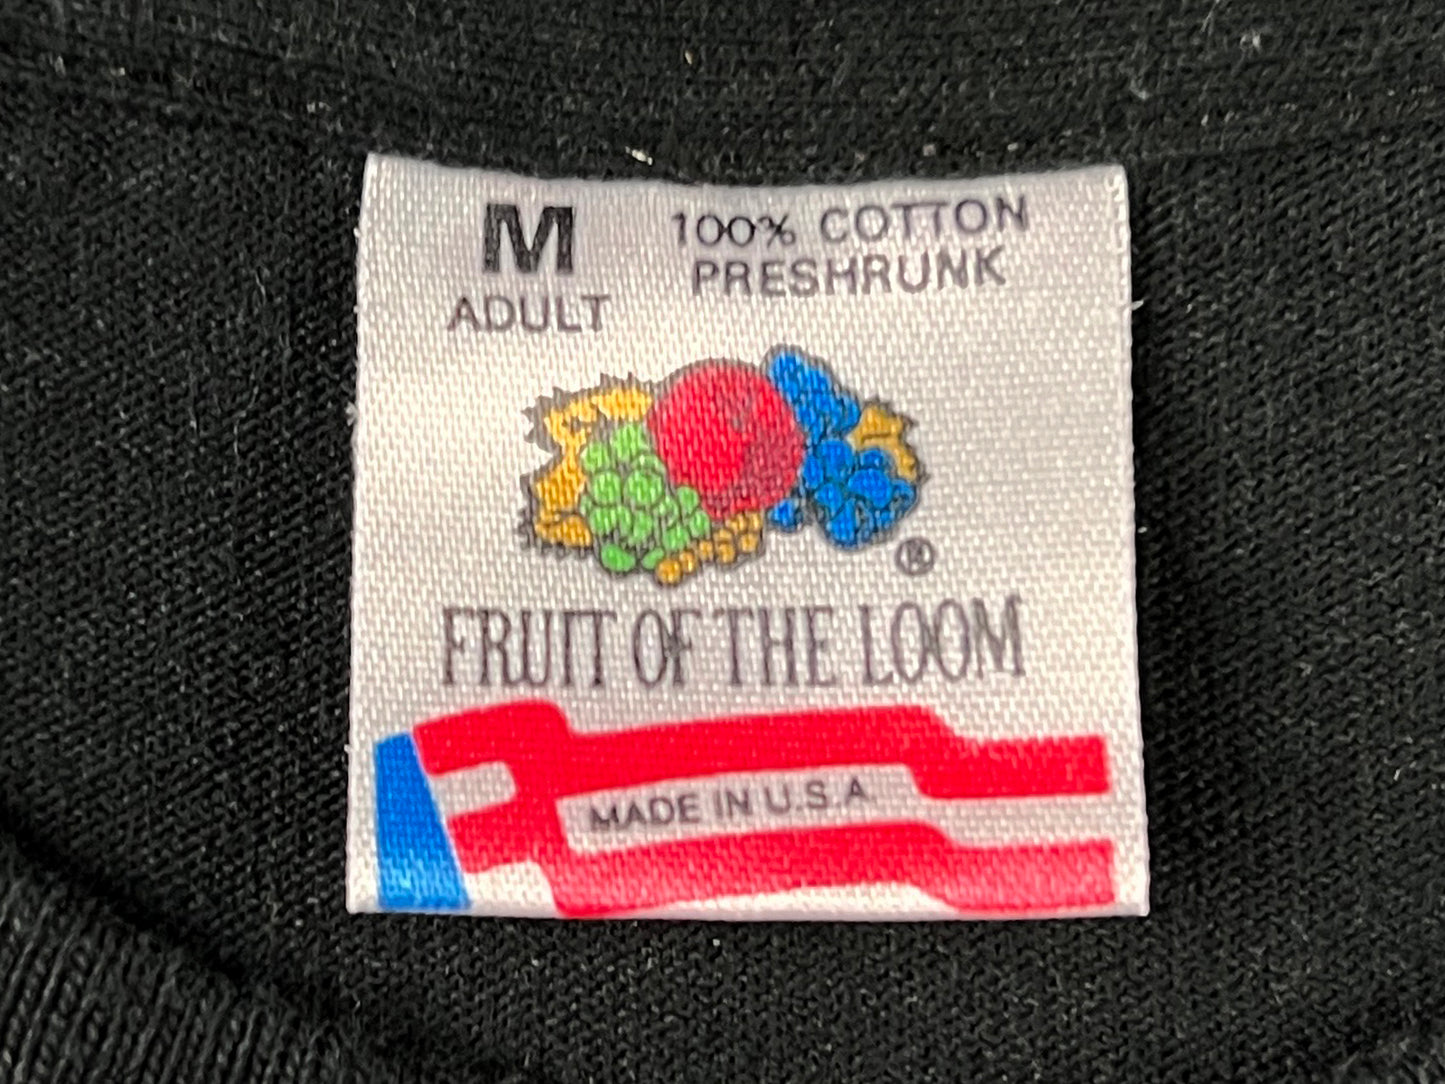 M
ADULT
100% COTTON
PRESHRUNK
®
FRUIT OF THE LOOM
MADE IN U.S.A.